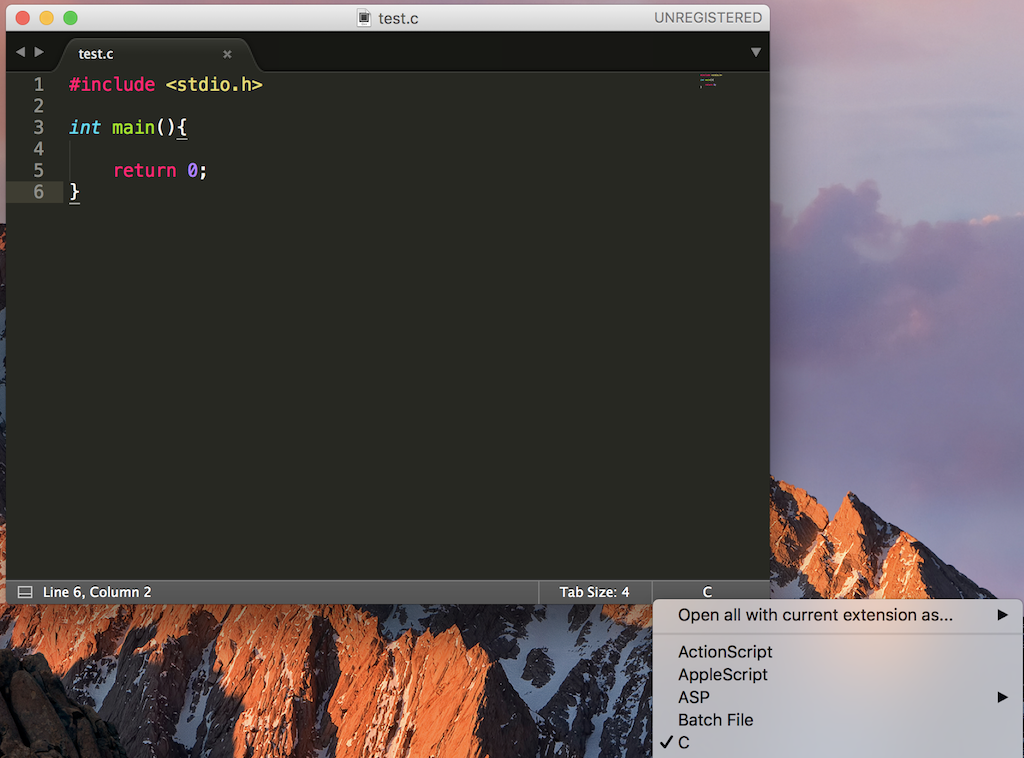 test.c
UNREGISTERED
test.c
1 #include <stdio.h>
2
3 int main(){
4
5     return 0;
6 }
Line 6, Column 2
Tab Size: 4
C
Open all with current extension as...
ActionScript
AppleScript
ASP
Batch File
C